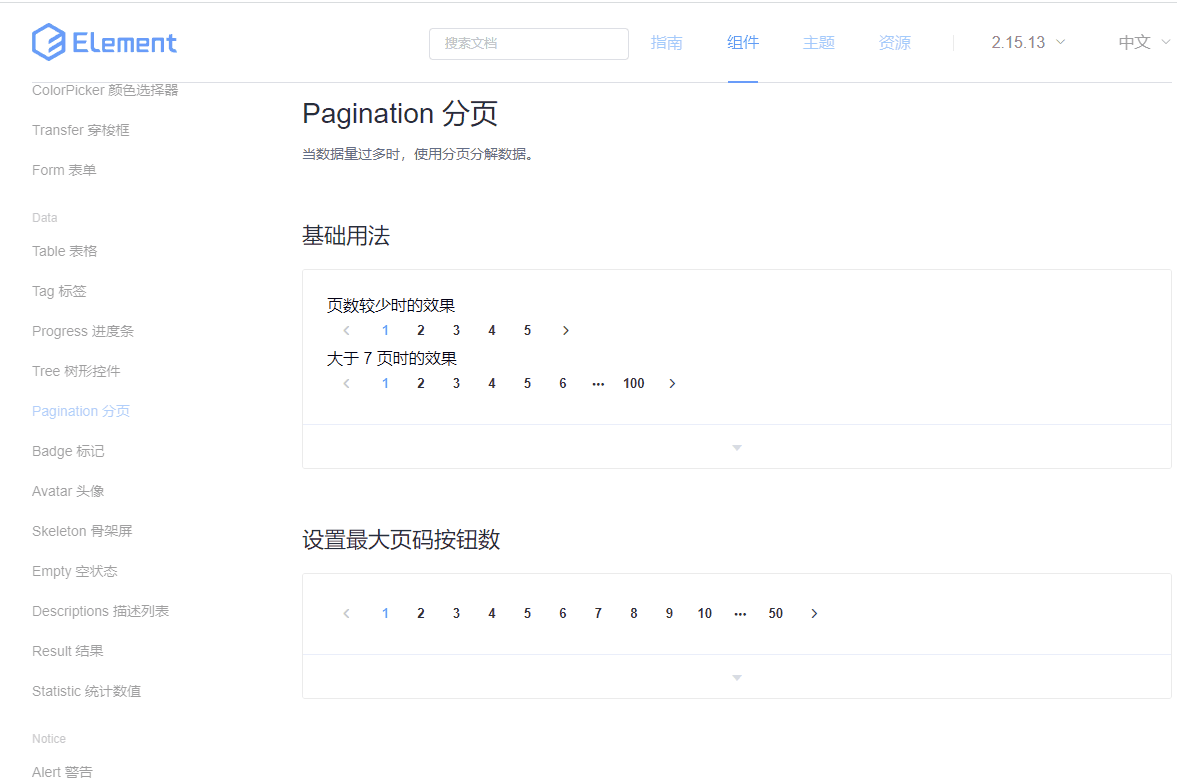 Element
搜索文档
指南
组件
主题
资源
2.15.13
中文
ColorPicker 颜色选择器
Transfer 穿梭框
Form 表单
Data
Table 表格
Tag 标签
Progress 进度条
Tree 树形控件
Pagination 分页
Badge 标记
Avatar 头像
Skeleton 骨架屏
Empty 空状态
Descriptions 描述列表
Result 结果
Statistic 统计数值
Notice
Alert 警告
Pagination 分页
当数据量过多时，使用分页分解数据。
基础用法
页数较少时的效果
1 2 3 4 5
大于 7 页时的效果
1 2 3 4 5 6 ··· 100
设置最大页码按钮数
1 2 3 4 5 6 7 8 9 10 ··· 50